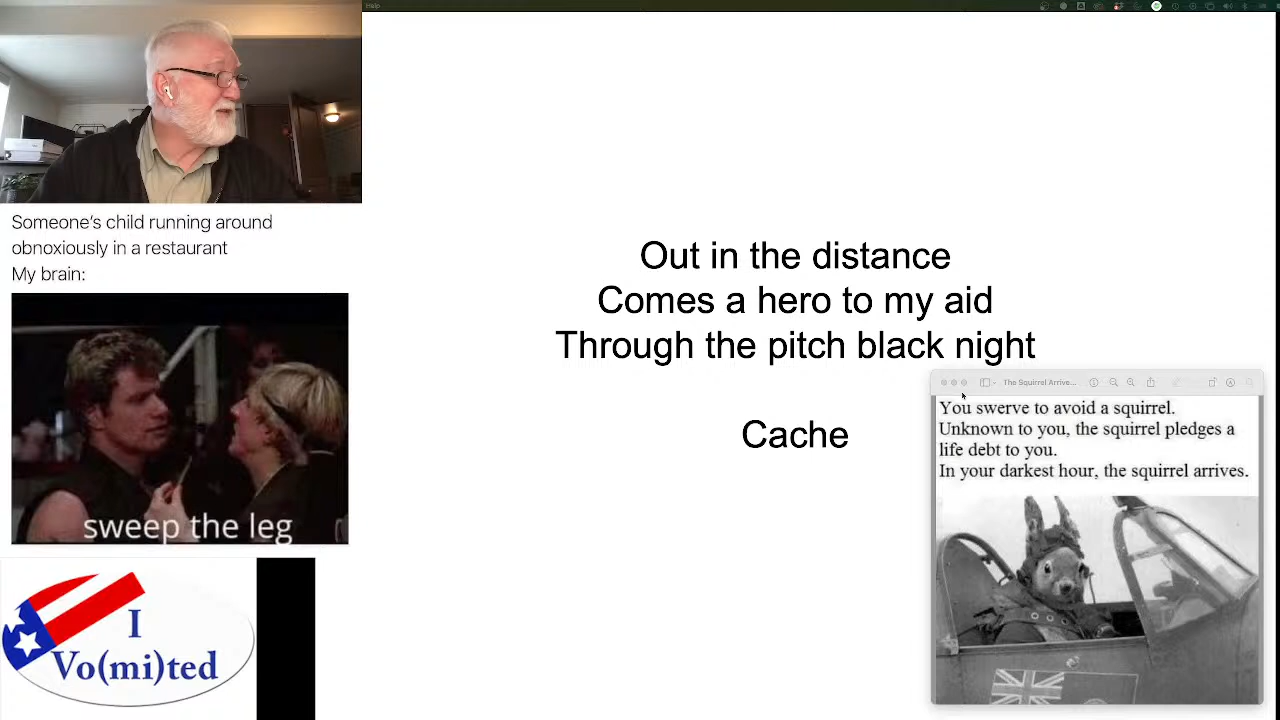 Help
Someone's child running around
obnoxiously in a restaurant
My brain:
sweep the leg
I
Vo(mi)ted
Out in the distance
Comes a hero to my aid
Through the pitch black night
Cache
The Squirrel Arrive...
You swerve to avoid a squirrel.
Unknown to you, the squirrel pledges a
life debt to you.
In your darkest hour, the squirrel arrives.